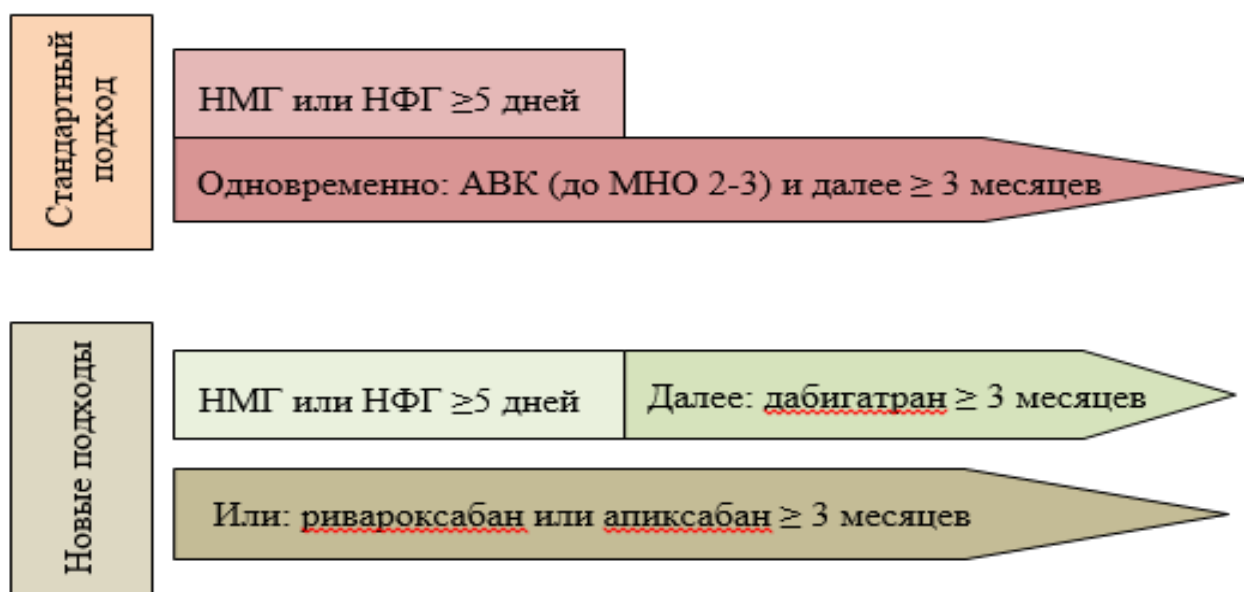 Стандартный
подход
НМГ или НФГ ≥5 дней
Одновременно: АВК (до МНО 2-3) и далее ≥ 3 месяцев
Новые подходы
НМГ или НФГ ≥5 дней
Далее: дабигатран ≥ 3 месяцев
Или: ривароксабан или апиксабан ≥ 3 месяцев